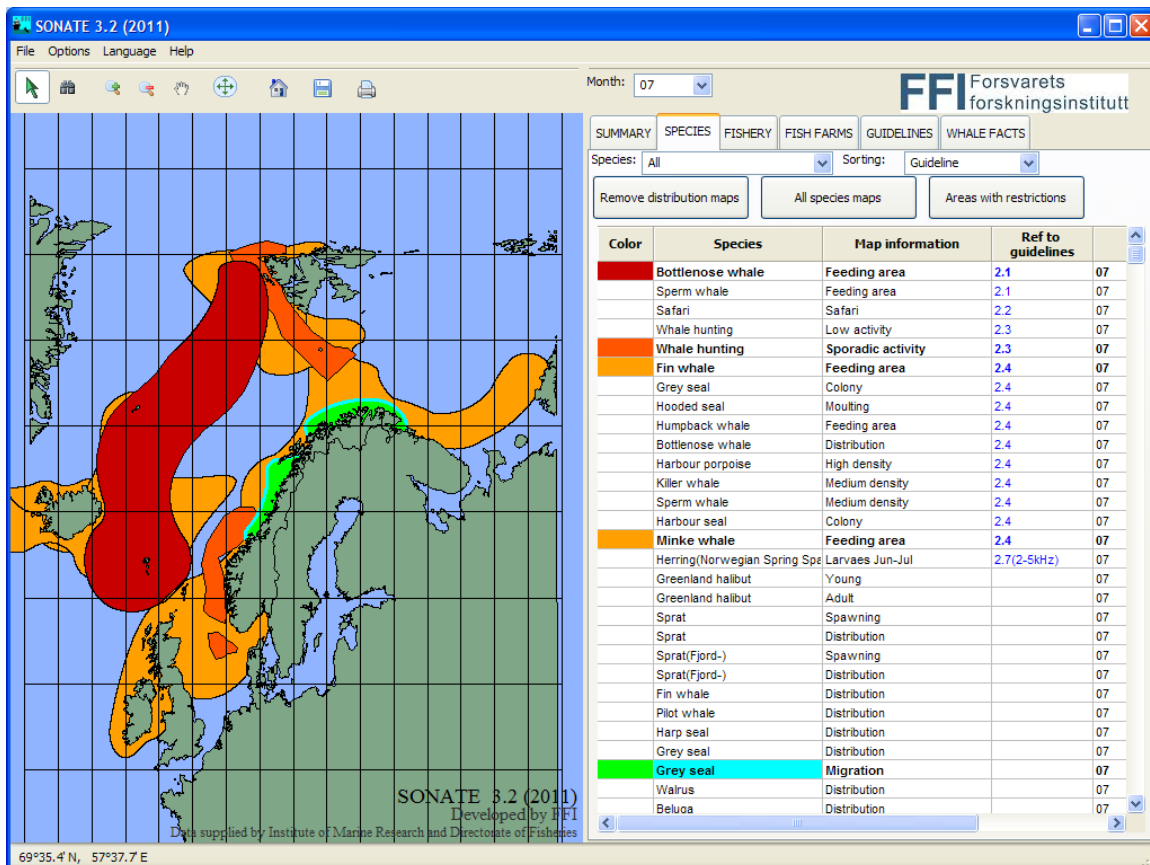 SONATE 3.2 (2011)
File Options Language Help
Month: 07
FFI Forsvarets
forskningsinstitutt
SUMMARY SPECIES FISHERY FISH FARMS GUIDELINES WHALE FACTS
Species: All Sorting: Guideline
Remove distribution maps All species maps Areas with restrictions
Color Species Map information Ref to
guidelines
Bottlenose whale Feeding area 2.1 07
Sperm whale Feeding area 2.1 07
Safari Safari 2.2 07
Whale hunting Low activity 2.3 07
Whale hunting Sporadic activity 2.3 07
Fin whale Feeding area 2.4 07
Grey seal Colony 2.4 07
Hooded seal Moulting 2.4 07
Humpback whale Feeding area 2.4 07
Bottlenose whale Distribution 2.4 07
Harbour porpoise High density 2.4 07
Killer whale Medium density 2.4 07
Sperm whale Medium density 2.4 07
Harbour seal Colony 2.4 07
Minke whale Feeding area 2.4 07
Herring(Norwegian Spring Spa Larvaes Jun-Jul 2.7(2-5kHz) 07
Greenland halibut Young 07
Greenland halibut Adult 07
Sprat Spawning 07
Sprat Distribution 07
Sprat(Fjord-) Spawning 07
Sprat(Fjord-) Distribution 07
Fin whale Distribution 07
Pilot whale Distribution 07
Harp seal Distribution 07
Grey seal Distribution 07
Grey seal Migration 07
Walrus Distribution 07
Beluga Distribution 07
SONATE 3.2 (2011)
Developed by FFI
Data supplied by Institute of Marine Research and Directorate of Fisheries
69°35.4' N, 57°37.7' E